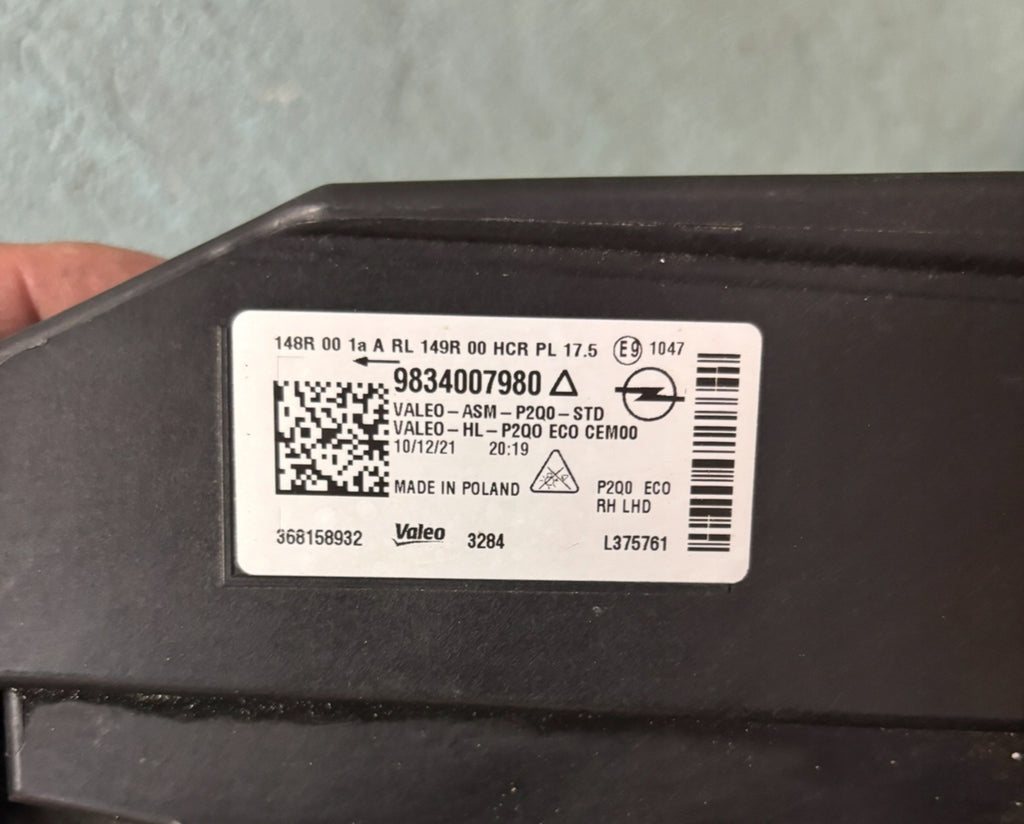 148R 00 1a A RL 149R 00 HCR PL 17.5 E9 1047
9834007980
VALEO-ASM-P2Q0-STD
VALEO-HL-P2Q0 ECO CEM00
10/12/21 20:19
MADE IN POLAND
P2Q0 ECO
RH LHD
368158932 Valeo 3284 L375761